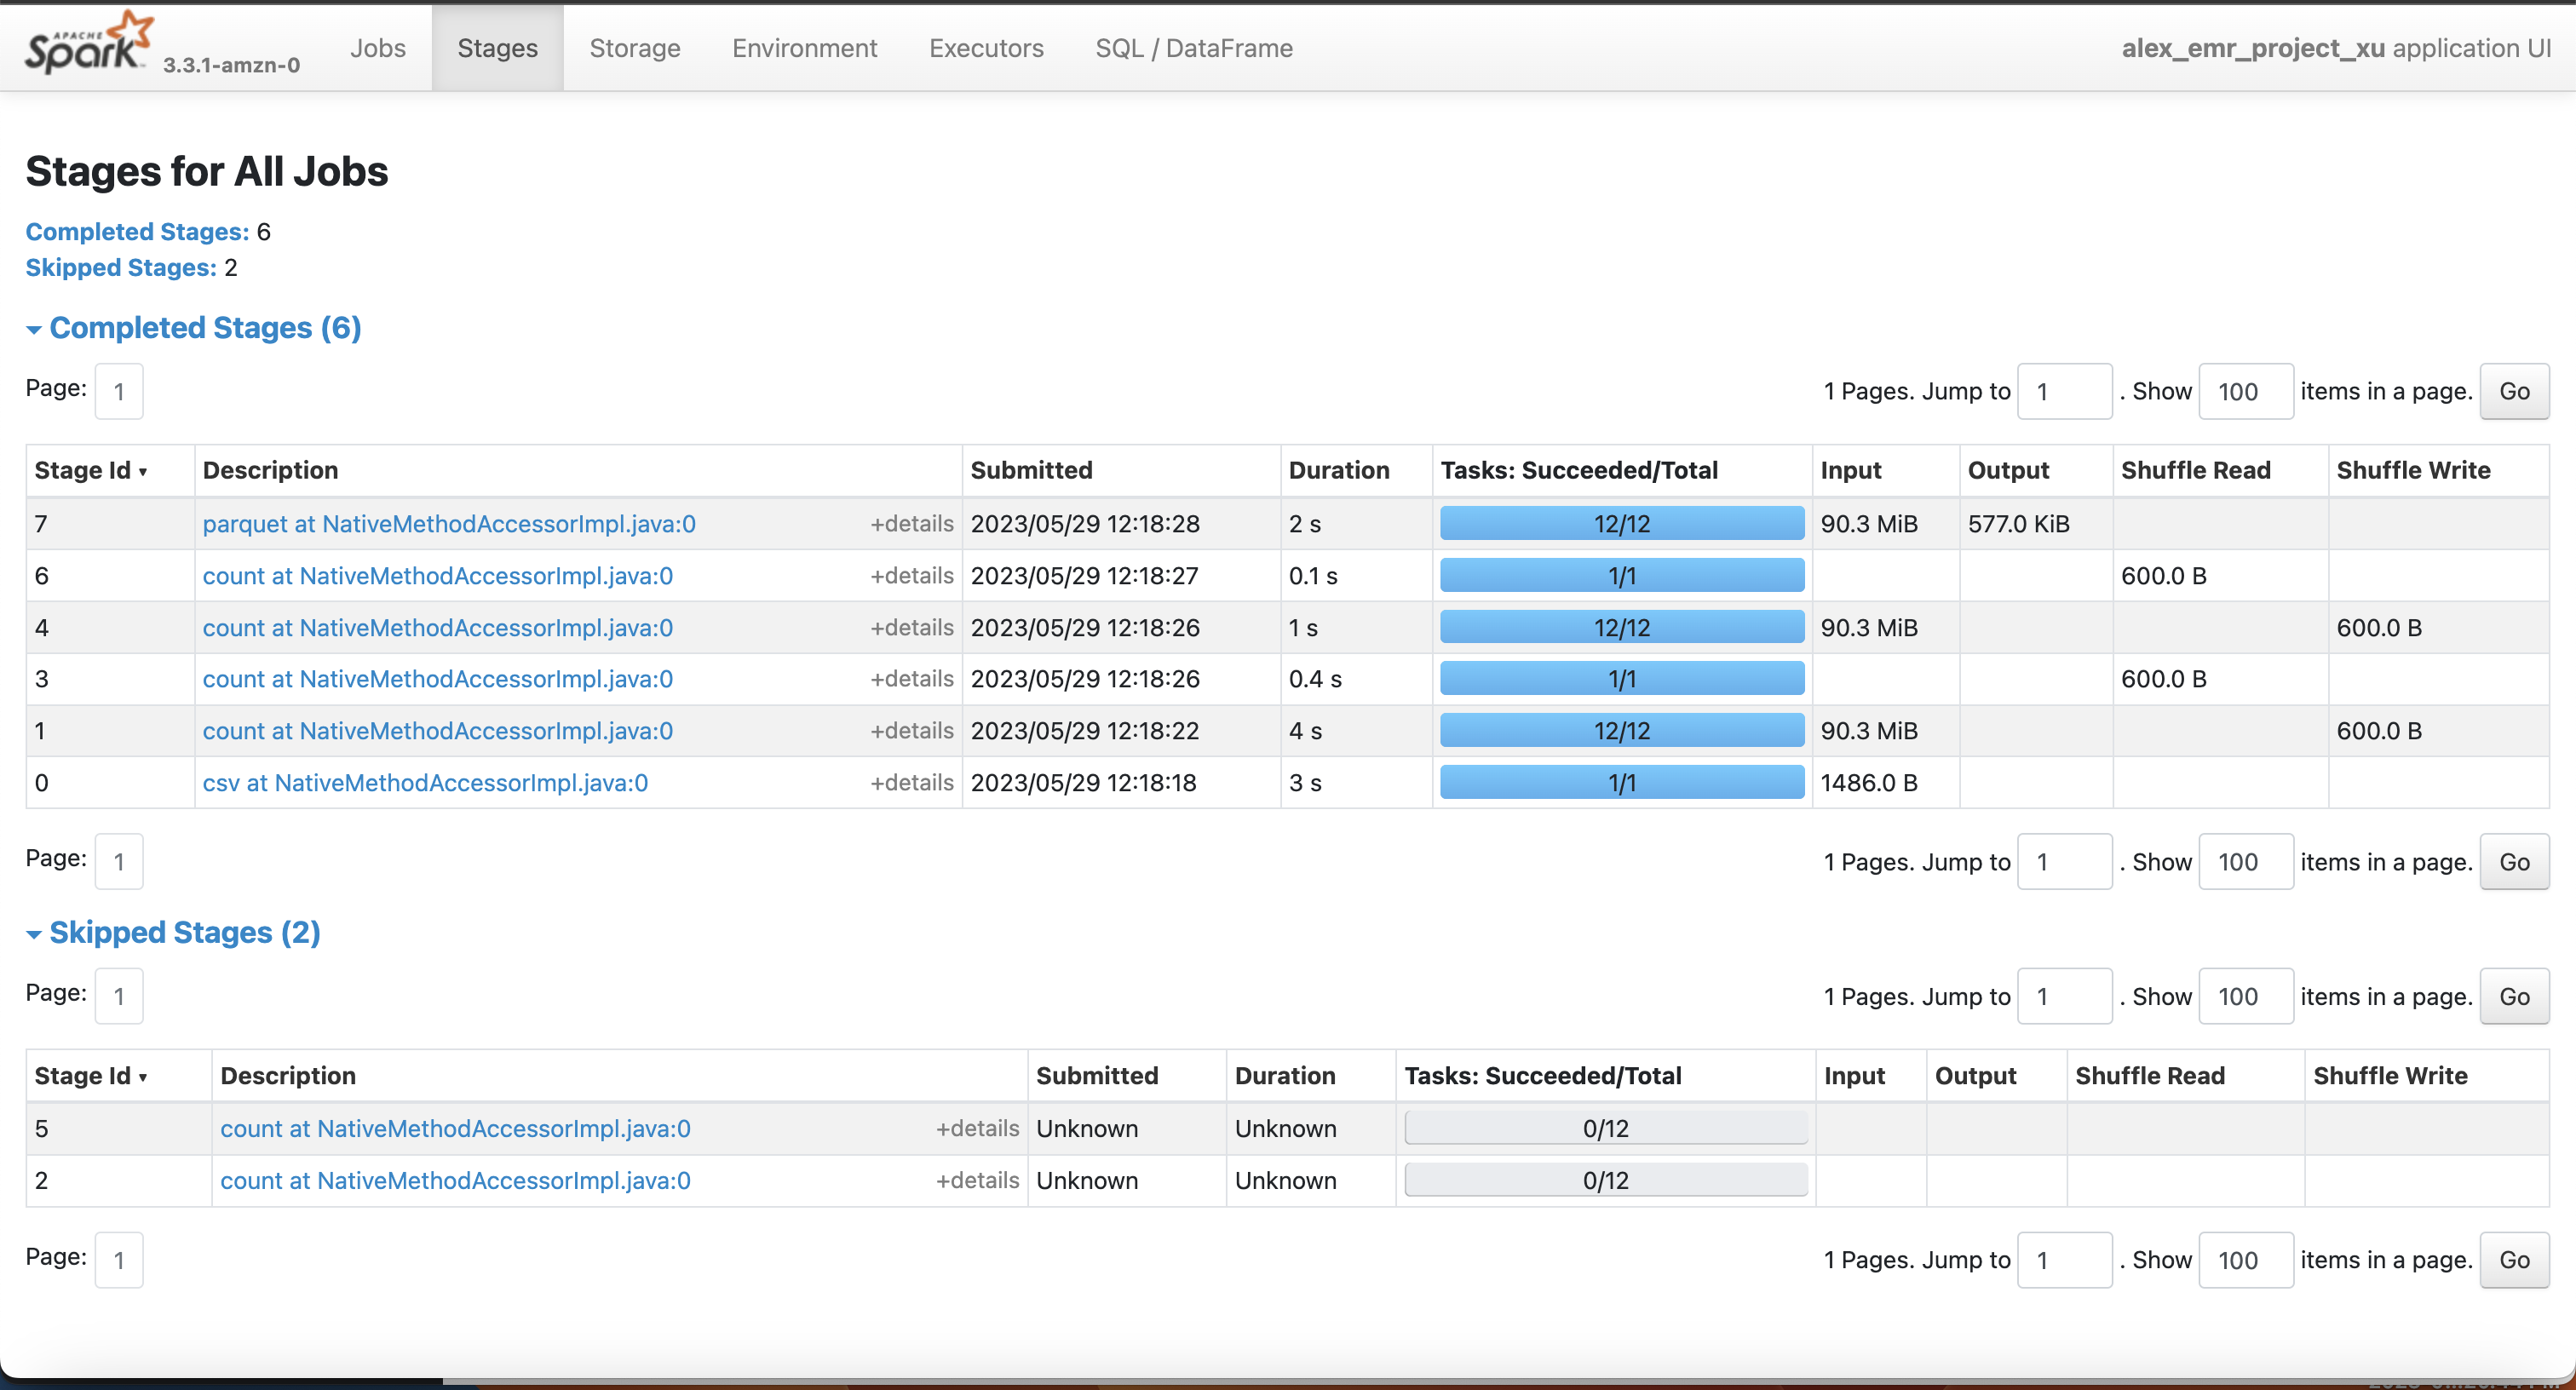 APACHE
Spark 3.3.1-amzn-0 Jobs Stages Storage Environment Executors SQL / DataFrame alex_emr_project_xu application UI
Stages for All Jobs
Completed Stages: 6
Skipped Stages: 2
Completed Stages (6)
Page: 1 1 Pages. Jump to 1 . Show 100 items in a page. Go
Stage Id ▾ Description Submitted Duration Tasks: Succeeded/Total Input Output Shuffle Read Shuffle Write
7 parquet at NativeMethodAccessorImpl.java:0 +details 2023/05/29 12:18:28 2 s 12/12 90.3 MiB 577.0 KiB
6 count at NativeMethodAccessorImpl.java:0 +details 2023/05/29 12:18:27 0.1 s 1/1 600.0 B
4 count at NativeMethodAccessorImpl.java:0 +details 2023/05/29 12:18:26 1 s 12/12 90.3 MiB 600.0 B
3 count at NativeMethodAccessorImpl.java:0 +details 2023/05/29 12:18:26 0.4 s 1/1 600.0 B
1 count at NativeMethodAccessorImpl.java:0 +details 2023/05/29 12:18:22 4 s 12/12 90.3 MiB 600.0 B
0 csv at NativeMethodAccessorImpl.java:0 +details 2023/05/29 12:18:18 3 s 1/1 1486.0 B
Page: 1 1 Pages. Jump to 1 . Show 100 items in a page. Go
Skipped Stages (2)
Page: 1 1 Pages. Jump to 1 . Show 100 items in a page. Go
Stage Id ▾ Description Submitted Duration Tasks: Succeeded/Total Input Output Shuffle Read Shuffle Write
5 count at NativeMethodAccessorImpl.java:0 +details Unknown Unknown 0/12
2 count at NativeMethodAccessorImpl.java:0 +details Unknown Unknown 0/12
Page: 1 1 Pages. Jump to 1 . Show 100 items in a page. Go